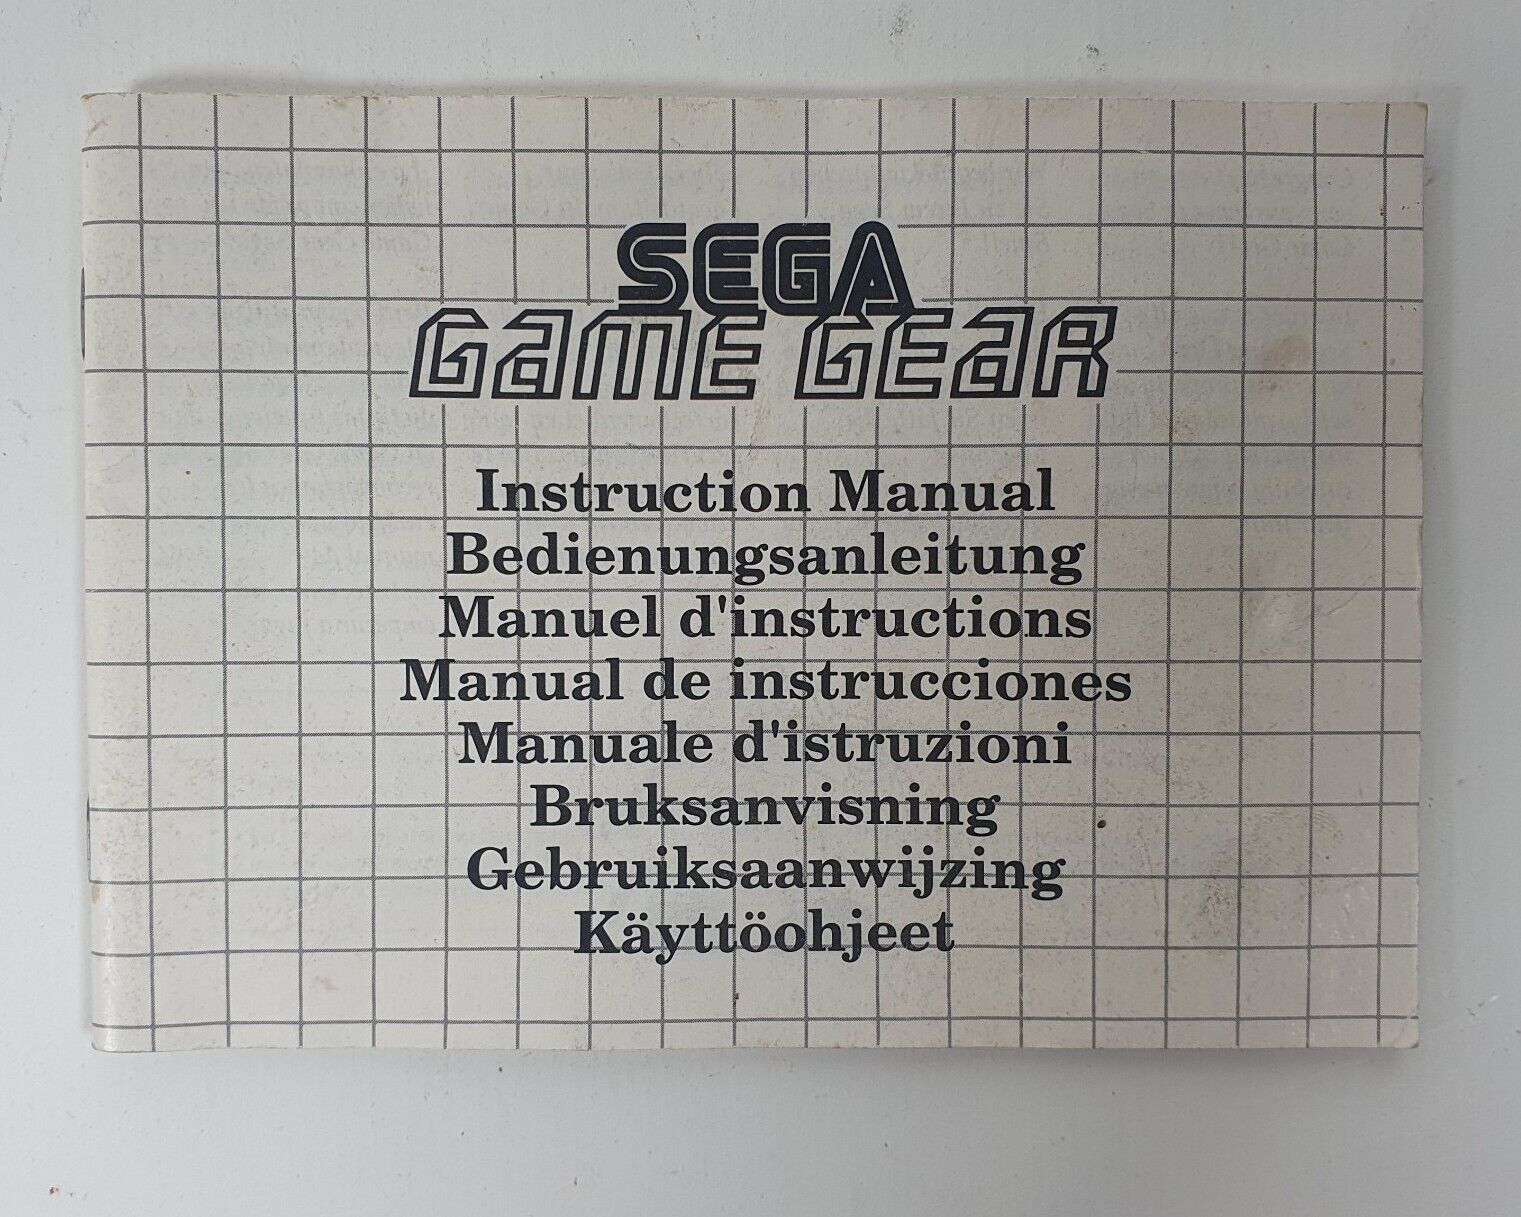 SEGA
GAME GEAR
Instruction Manual
Bedienungsanleitung
Manuel d'instructions
Manual de instrucciones
Manuale d'istruzioni
Bruksanvisning
Gebruiksaanwijzing
Käyttöohjeet